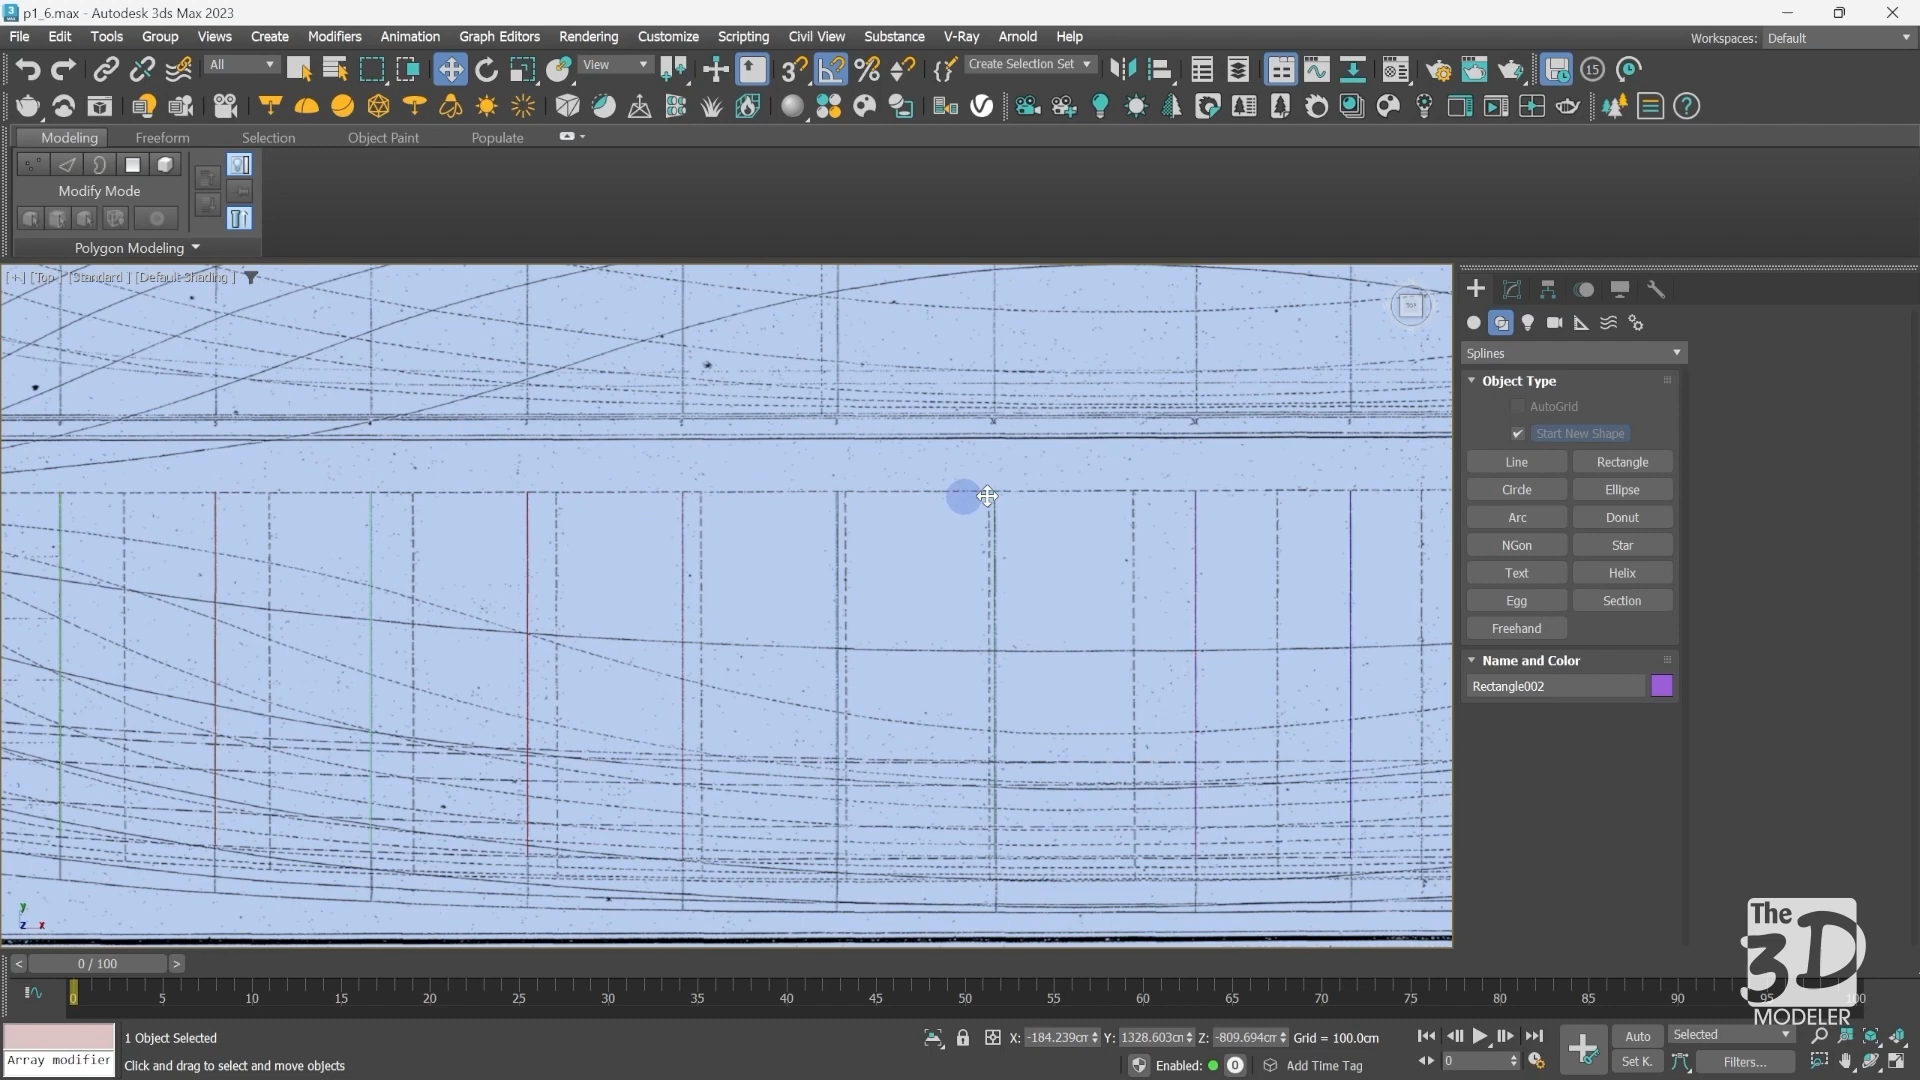 p1_6.max - Autodesk 3ds Max 2023
File Edit Tools Group Views Create Modifiers Animation Graph Editors Rendering Customize Scripting Civil View Substance V-Ray Arnold Help
Workspaces: Default
All
View
Create Selection Set
15
Modeling Freeform Selection Object Paint Populate
Modify Mode
Polygon Modeling
[+] [Top ] [Standard ] [Default Shading ]
Splines
Object Type
AutoGrid
Start New Shape
Line Rectangle
Circle Ellipse
Arc Donut
NGon Star
Text Helix
Egg Section
Freehand
Name and Color
Rectangle002
y
z x
The
3D
MODELER
< 0 / 100 >
0 5 10 15 20 25 30 35 40 45 50 55 60 65 70 75 80 85 90 95 100
1 Object Selected
X: -184.239cm Y: 1328.603cm Z: -809.694cm Grid = 100.0cm
Auto Selected
Array modifier
Click and drag to select and move objects
Enabled: 0 Add Time Tag
0
Set K. Filters...